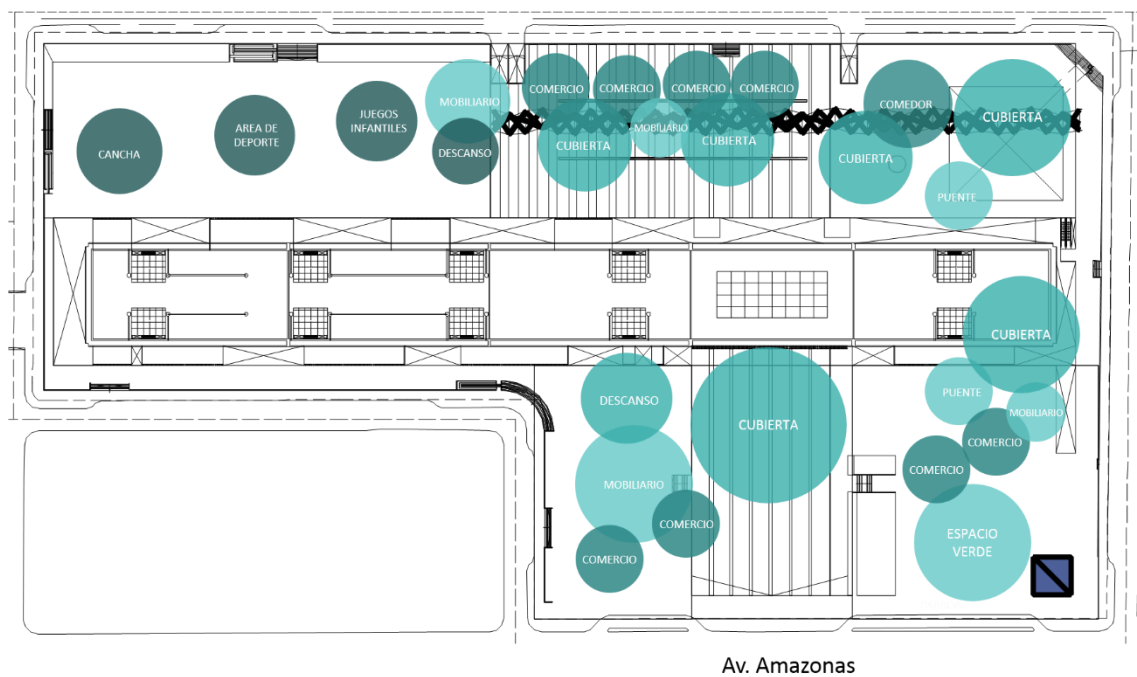 CANCHA
AREA DE
DEPORTE
JUEGOS
INFANTILES
MOBILIARIO
DESCANSO
COMERCIO
COMERCIO
COMERCIO
COMERCIO
CUBIERTA
MOBILIARIO
CUBIERTA
COMEDOR
CUBIERTA
CUBIERTA
PUENTE
CUBIERTA
DESCANSO
CUBIERTA
PUENTE
MOBILIARIO
COMERCIO
COMERCIO
MOBILIARIO
COMERCIO
COMERCIO
ESPACIO
VERDE
Av. Amazonas